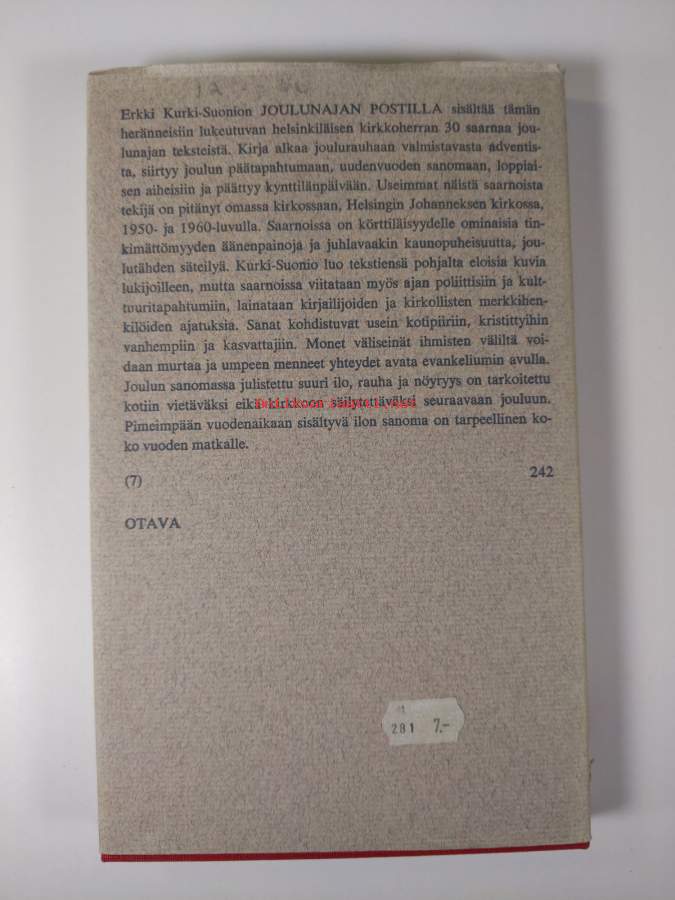 Erkki Kurki-Suonion JOULUNAJAN POSTILLA sisältää tämän
heränneisiin lukeutuvan helsinkiläisen kirkkoherran 30 saarnaa jou-
lunajan teksteistä. Kirja alkaa joulurauhaan valmistavasta adventis-
ta, siirtyy joulun päätapahtumaan, uudenvuoden sanomaan, loppiai-
sen aiheisiin ja päättyy kynttilänpäivään. Useimmat näistä saarnoista
tekijä on pitänyt omassa kirkossaan, Helsingin Johanneksen kirkossa,
1950- ja 1960-luvulla. Saarnoissa on körttiläisyydelle ominaisia tin-
kimättömyyden äänenpainoja ja juhlavaakin kaunopuheisuutta, jou-
lutähden säteilyä. Kurki-Suonio luo tekstiensä pohjalta eloisia kuvia
lukijoilleen, mutta saarnoissa viitataan myös ajan poliittisiin ja kult-
tuuritapahtumiin, lainataan kirjailijoiden ja kirkollisten merkkihen-
kilöiden ajatuksia. Sanat kohdistuvat usein kotipiiriin, kristittyihin
vanhempiin ja kasvattajiin. Monet väliseinät ihmisten väliltä voi-
daan murtaa ja umpeen menneet yhteydet avata evankeliumin avulla.
Joulun sanomassa julistettu suuri ilo, rauha ja nöyryys on tarkoitettu
kotiin vietäväksi eikä kirkkoon säilytettäväksi seuraavaan jouluun.
Pimeimpään vuodenaikaan sisältyvä ilon sanoma on tarpeellinen ko-
ko vuoden matkalle.
(7) 242
OTAVA
281 7.-